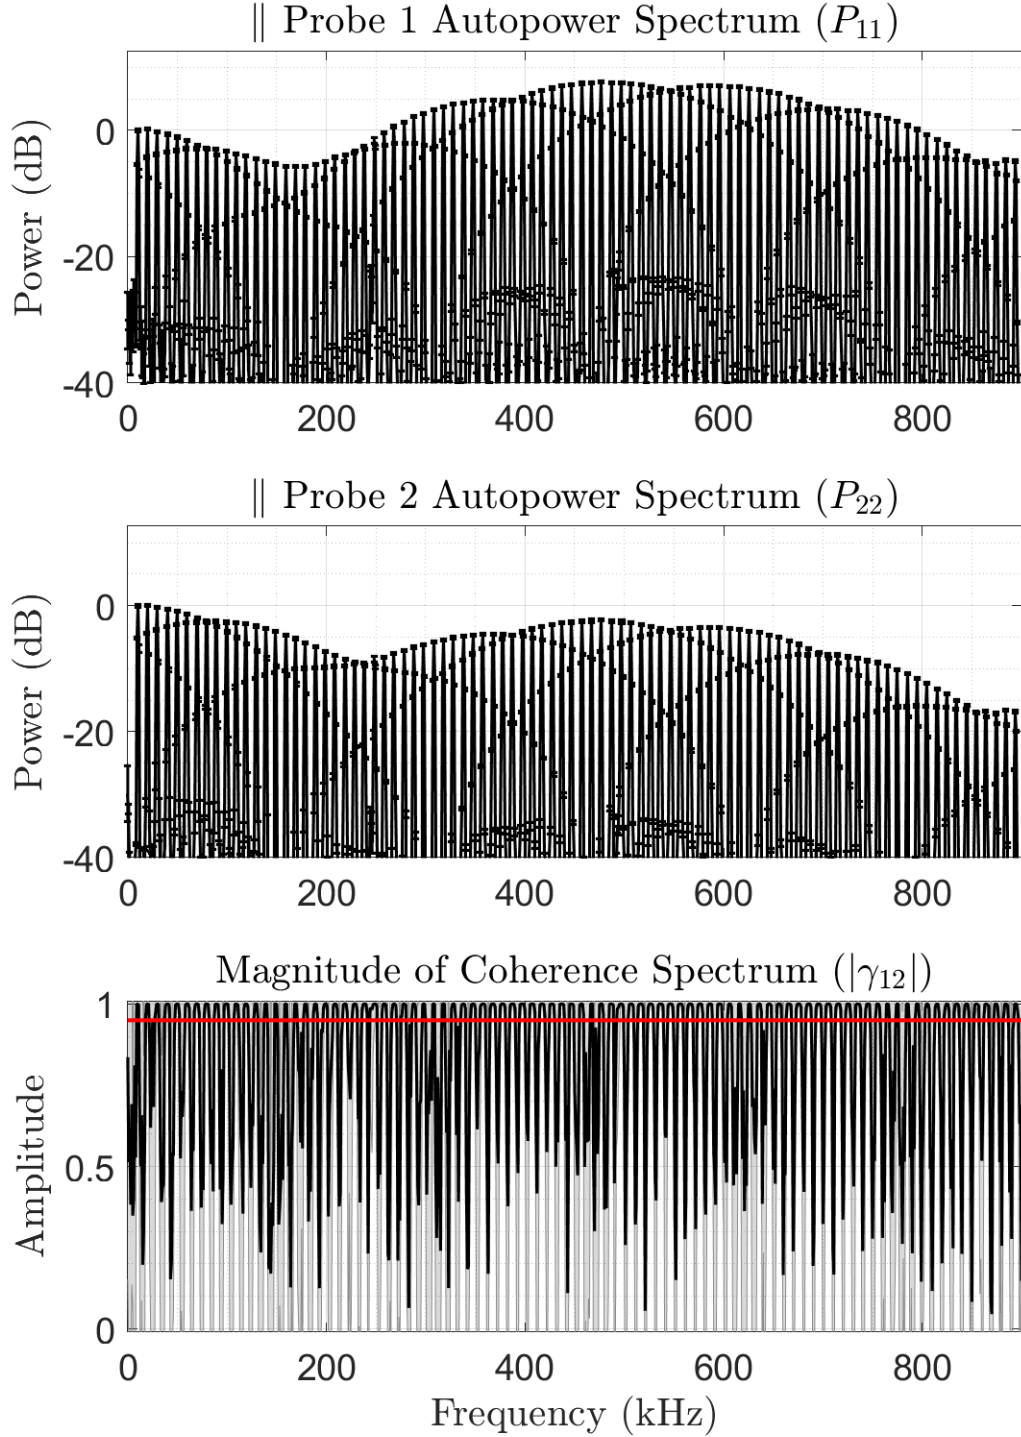 ∥ Probe 1 Autopower Spectrum (P₁₁)
Power (dB)
0
-20
-40
0 200 400 600 800
∥ Probe 2 Autopower Spectrum (P₂₂)
Power (dB)
0
-20
-40
0 200 400 600 800
Magnitude of Coherence Spectrum (|γ₁₂|)
Amplitude
1
0.5
0
0 200 400 600 800
Frequency (kHz)